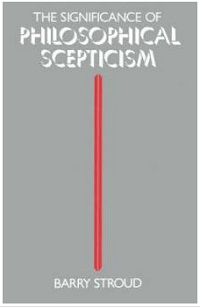 THE SIGNIFICANCE OF
PHILOSOPHICAL
SCEPTICISM
BARRY STROUD